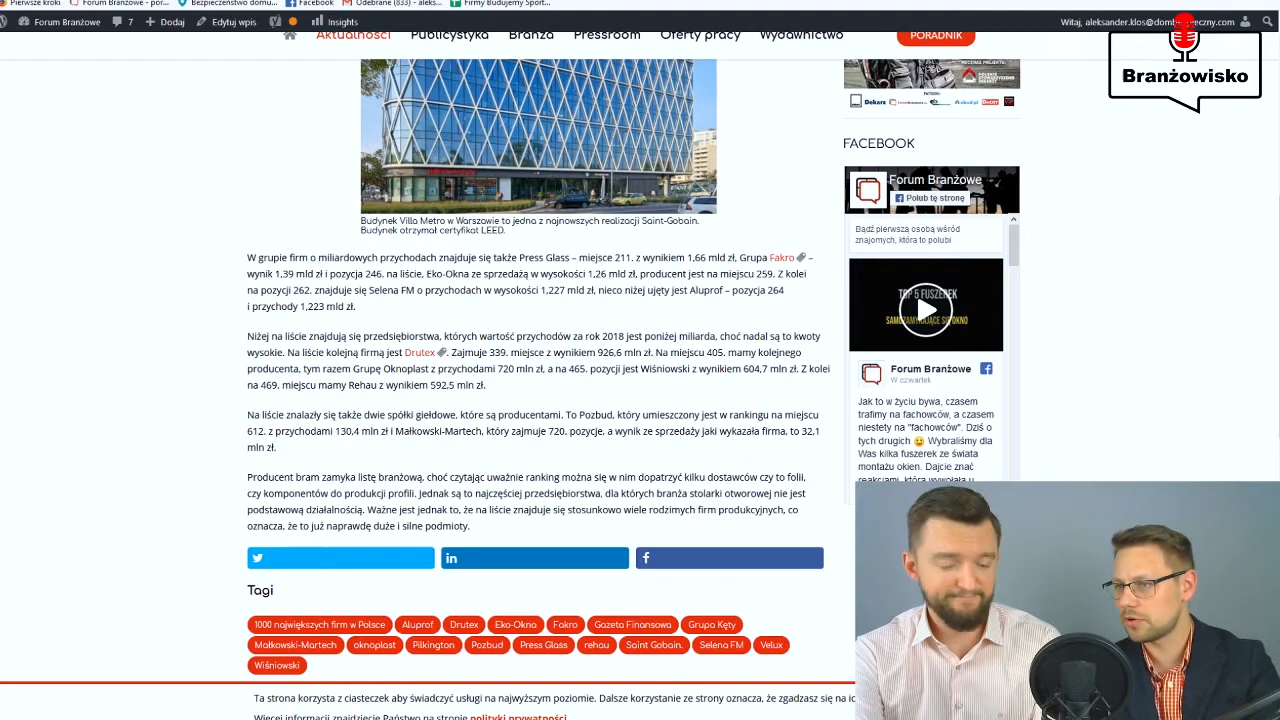 Pierwsze kroki
Forum Branżowe - por...
Bezpieczeństwo domu...
Facebook
Odebrane (833) - aleks...
Firmy Budujemy Sport...
Forum Branżowe
7
Dodaj
Edytuj wpis
Insights
Witaj,
Branżowisko
Aktualności
Publicystyka
Branża
Pressroom
Oferty pracy
Wydawnictwo
PORADNIK
Dekarz
FACEBOOK
Forum Branżowe
Polub tę stronę
Bądź pierwszą osobą wśród
znajomych, która to polubi
TOP 5 FUSZEREK
SAMOZAMYKAJĄCE SIĘ OKNO
Forum Branżowe
W czwartek
Jak to w życiu bywa, czasem
trafimy na fachowców, a czasem
niestety na "fachowców". Dziś o
tych drugich 😉 Wybraliśmy dla
Was kilka fuszerek ze świata
montażu okien. Dajcie znać
Budynek Villa Metro w Warszawie to jedna z najnowszych realizacji Saint-Gobain.
Budynek otrzymał certyfikat LEED.
W grupie firm o miliardowych przychodach znajduje się także Press Glass – miejsce 211. z wynikiem 1,66 mld zł, Grupa Fakro –
wynik 1,39 mld zł i pozycja 246. na liście, Eko-Okna ze sprzedażą w wysokości 1,26 mld zł, producent jest na miejscu 259. Z kolei
na pozycji 262. znajduje się Selena FM o przychodach w wysokości 1,227 mld zł, nieco niżej ujęty jest Aluprof – pozycja 264
i przychody 1,223 mld zł.
Niżej na liście znajdują się przedsiębiorstwa, których wartość przychodów za rok 2018 jest poniżej miliarda, choć nadal są to kwoty
wysokie. Na liście kolejną firmą jest Drutex. Zajmuje 339. miejsce z wynikiem 926,6 mln zł. Na miejscu 405. mamy kolejnego
producenta, tym razem Grupę Oknoplast z przychodami 720 mln zł, a na 465. pozycji jest Wiśniowski z wynikiem 604,7 mln zł. Z kolei
na 469. miejscu mamy Rehau z wynikiem 592,5 mln zł.
Na liście znalazły się także dwie spółki giełdowe, które są producentami. To Pozbud, który umieszczony jest w rankingu na miejscu
612. z przychodami 130,4 mln zł i Małkowski-Martech, który zajmuje 720. pozycje, a wynik ze sprzedaży jaki wykazała firma, to 32,1
mln zł.
Producent bram zamyka listę branżową, choć czytając uważnie ranking można się w nim dopatrzyć kilku dostawców czy to folii,
czy komponentów do produkcji profili. Jednak są to najczęściej przedsiębiorstwa, dla których branża stolarki otworowej nie jest
podstawową działalnością. Ważne jest jednak to, że na liście znajduje się stosunkowo wiele rodzimych firm produkcyjnych, co
oznacza, że to już naprawdę duże i silne podmioty.
Tagi
1000 największych firm w Polsce
Aluprof
Drutex
Eko-Okna
Fakro
Gazeta Finansowa
Grupa Kęty
Małkowski-Martech
oknoplast
Pilkington
Pozbud
Press Glass
rehau
Saint Gobain.
Selena FM
Velux
Wiśniowski
Ta strona korzysta z ciasteczek aby świadczyć usługi na najwyższym poziomie. Dalsze korzystanie ze strony oznacza, że zgadzasz się na ic
Więcej informacji znajdziecie Państwo na stronie polityki prywatności